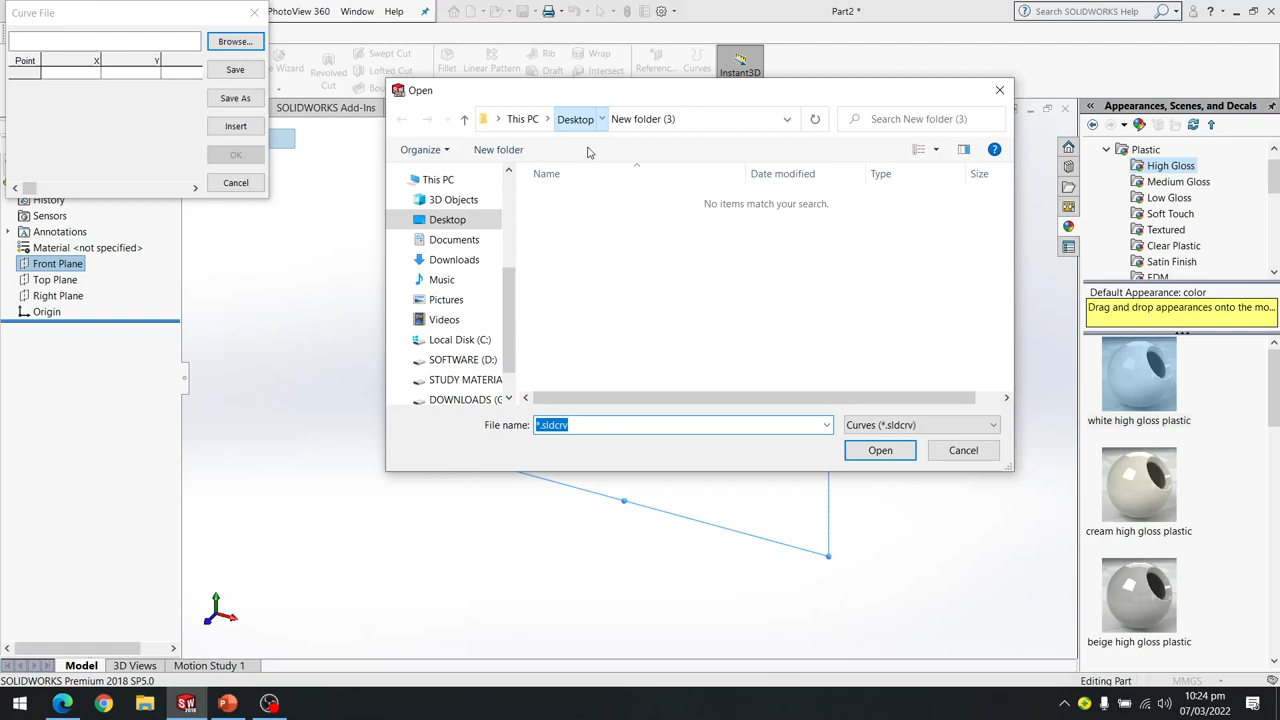 Curve File
PhotoView 360
Window
Help
Part2 *
Search SOLIDWORKS Help
Browse...
Point X Y
Save
Save As
Insert
OK
Cancel
Wizard
Revolved
Cut
Swept Cut
Lofted Cut
Fillet
Linear Pattern
Rib
Draft
Wrap
Intersect
Referenc...
Curves
Instant3D
SOLIDWORKS Add-Ins
History
Sensors
Annotations
Material <not specified>
Front Plane
Top Plane
Right Plane
Origin
Open
This PC
Desktop
New folder (3)
Search New folder (3)
Organize
New folder
This PC
3D Objects
Desktop
Documents
Downloads
Music
Pictures
Videos
Local Disk (C:)
SOFTWARE (D:)
STUDY MATERIA
DOWNLOADS (G
Name
Date modified
Type
Size
No items match your search.
File name:
*.sldcrv
Curves (*.sldcrv)
Open
Cancel
Appearances, Scenes, and Decals
Plastic
High Gloss
Medium Gloss
Low Gloss
Soft Touch
Textured
Clear Plastic
Satin Finish
EDM
Default Appearance: color
Drag and drop appearances onto the mo...
white high gloss plastic
cream high gloss plastic
beige high gloss plastic
Model
3D Views
Motion Study 1
SOLIDWORKS Premium 2018 SP5.0
Editing Part
MMGS
10:24 pm
07/03/2022